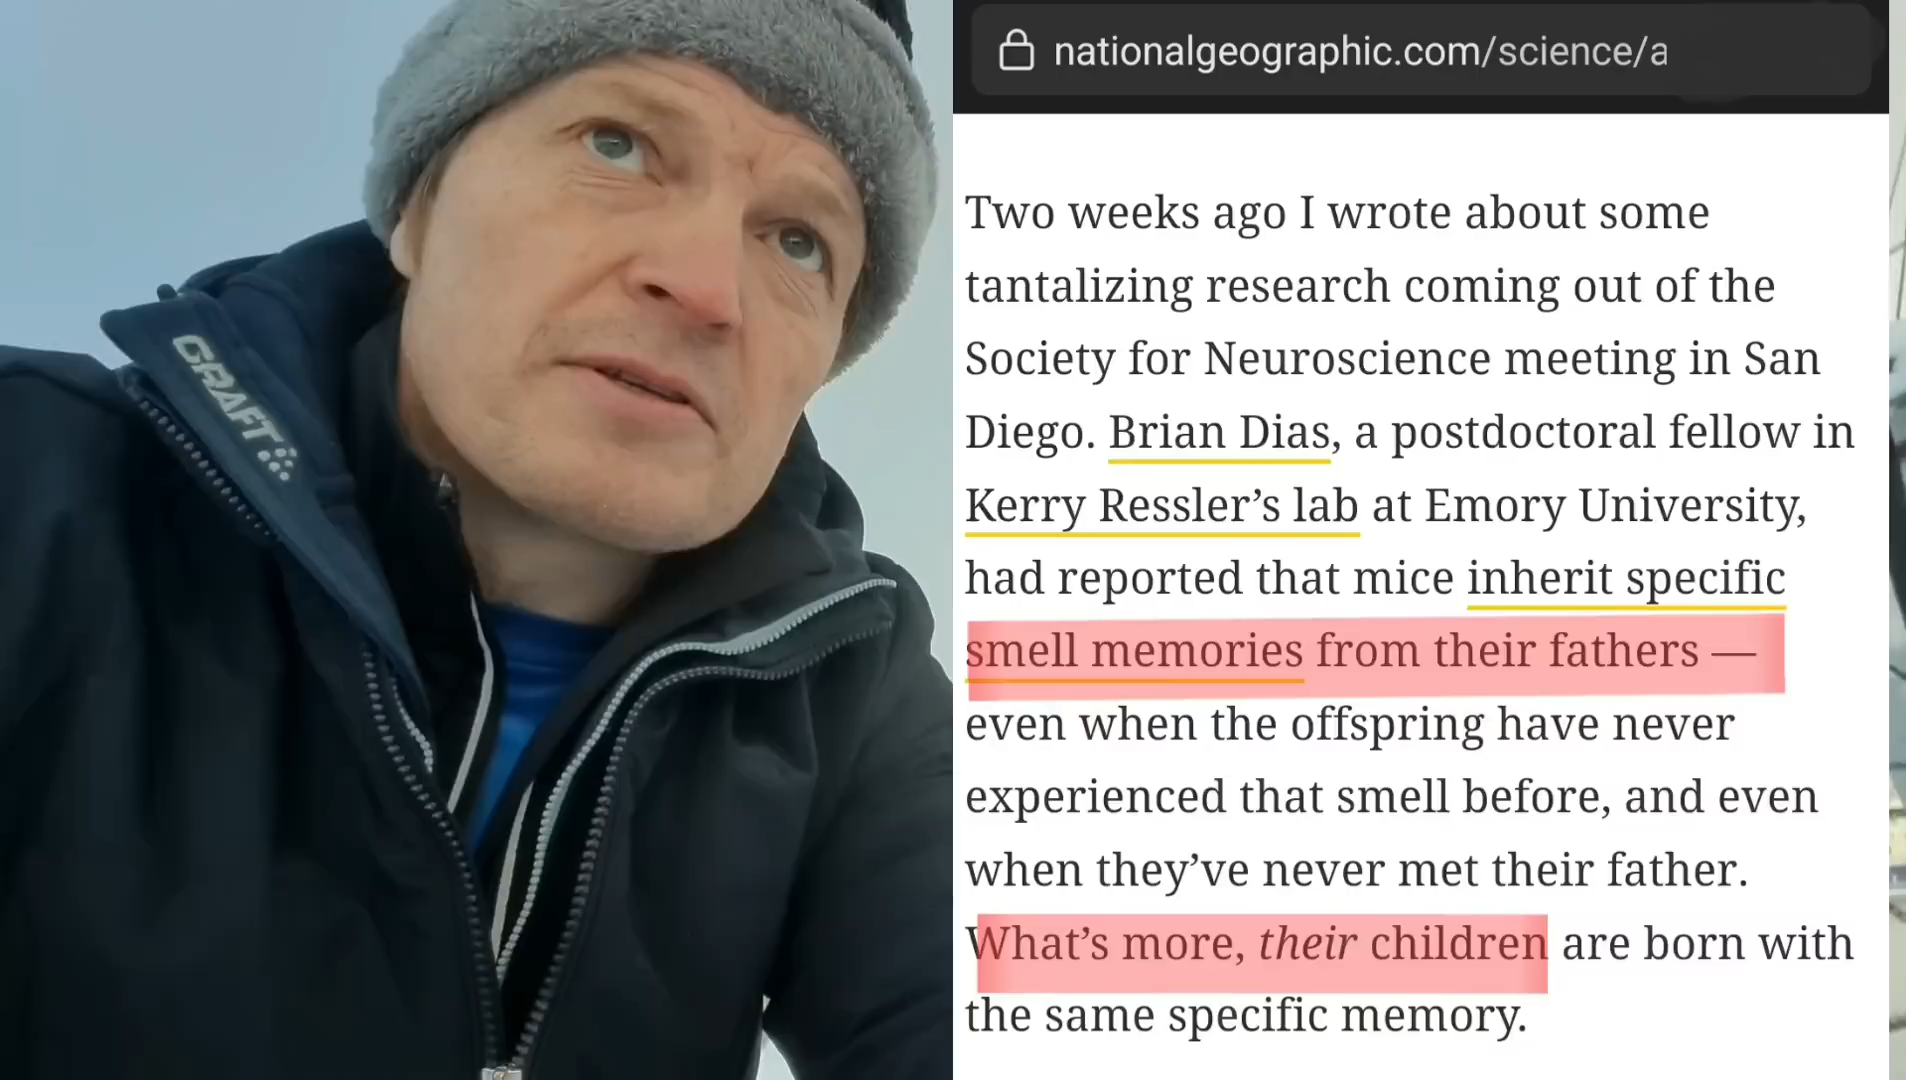 CRAFT
nationalgeographic.com/science/a
Two weeks ago I wrote about some
tantalizing research coming out of the
Society for Neuroscience meeting in San
Diego. Brian Dias, a postdoctoral fellow in
Kerry Ressler’s lab at Emory University,
had reported that mice inherit specific
smell memories from their fathers —
even when the offspring have never
experienced that smell before, and even
when they’ve never met their father.
What’s more, their children are born with
the same specific memory.